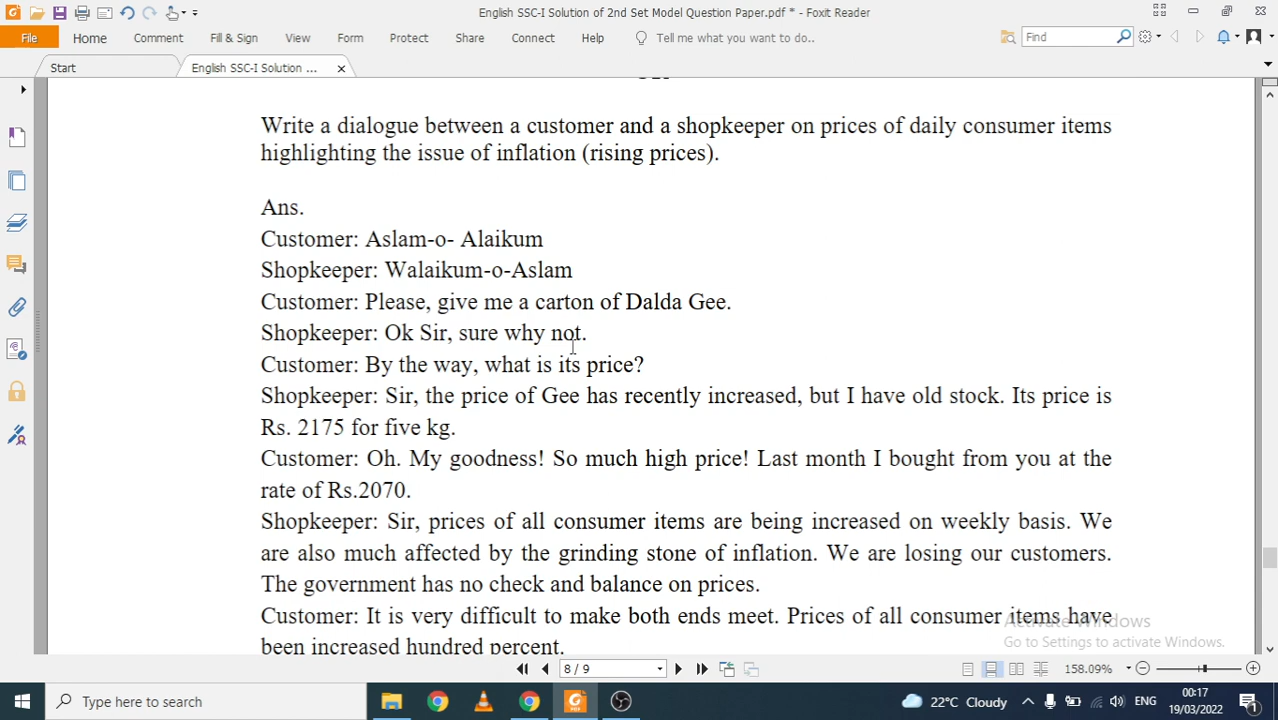 English SSC-I Solution of 2nd Set Model Question Paper.pdf * - Foxit Reader
File Home Comment Fill & Sign View Form Protect Share Connect Help Tell me what you want to do.. Find
Start English SSC-I Solution ...
Write a dialogue between a customer and a shopkeeper on prices of daily consumer items
highlighting the issue of inflation (rising prices).
Ans.
Customer: Aslam-o- Alaikum
Shopkeeper: Walaikum-o-Aslam
Customer: Please, give me a carton of Dalda Gee.
Shopkeeper: Ok Sir, sure why not.
Customer: By the way, what is its price?
Shopkeeper: Sir, the price of Gee has recently increased, but I have old stock. Its price is
Rs. 2175 for five kg.
Customer: Oh. My goodness! So much high price! Last month I bought from you at the
rate of Rs.2070.
Shopkeeper: Sir, prices of all consumer items are being increased on weekly basis. We
are also much affected by the grinding stone of inflation. We are losing our customers.
The government has no check and balance on prices.
Customer: It is very difficult to make both ends meet. Prices of all consumer items have
been increased hundred percent.
Activate Windows
Go to Settings to activate Windows.
8 / 9 158.09%
Type here to search 22°C Cloudy ENG 00:17
19/03/2022 1